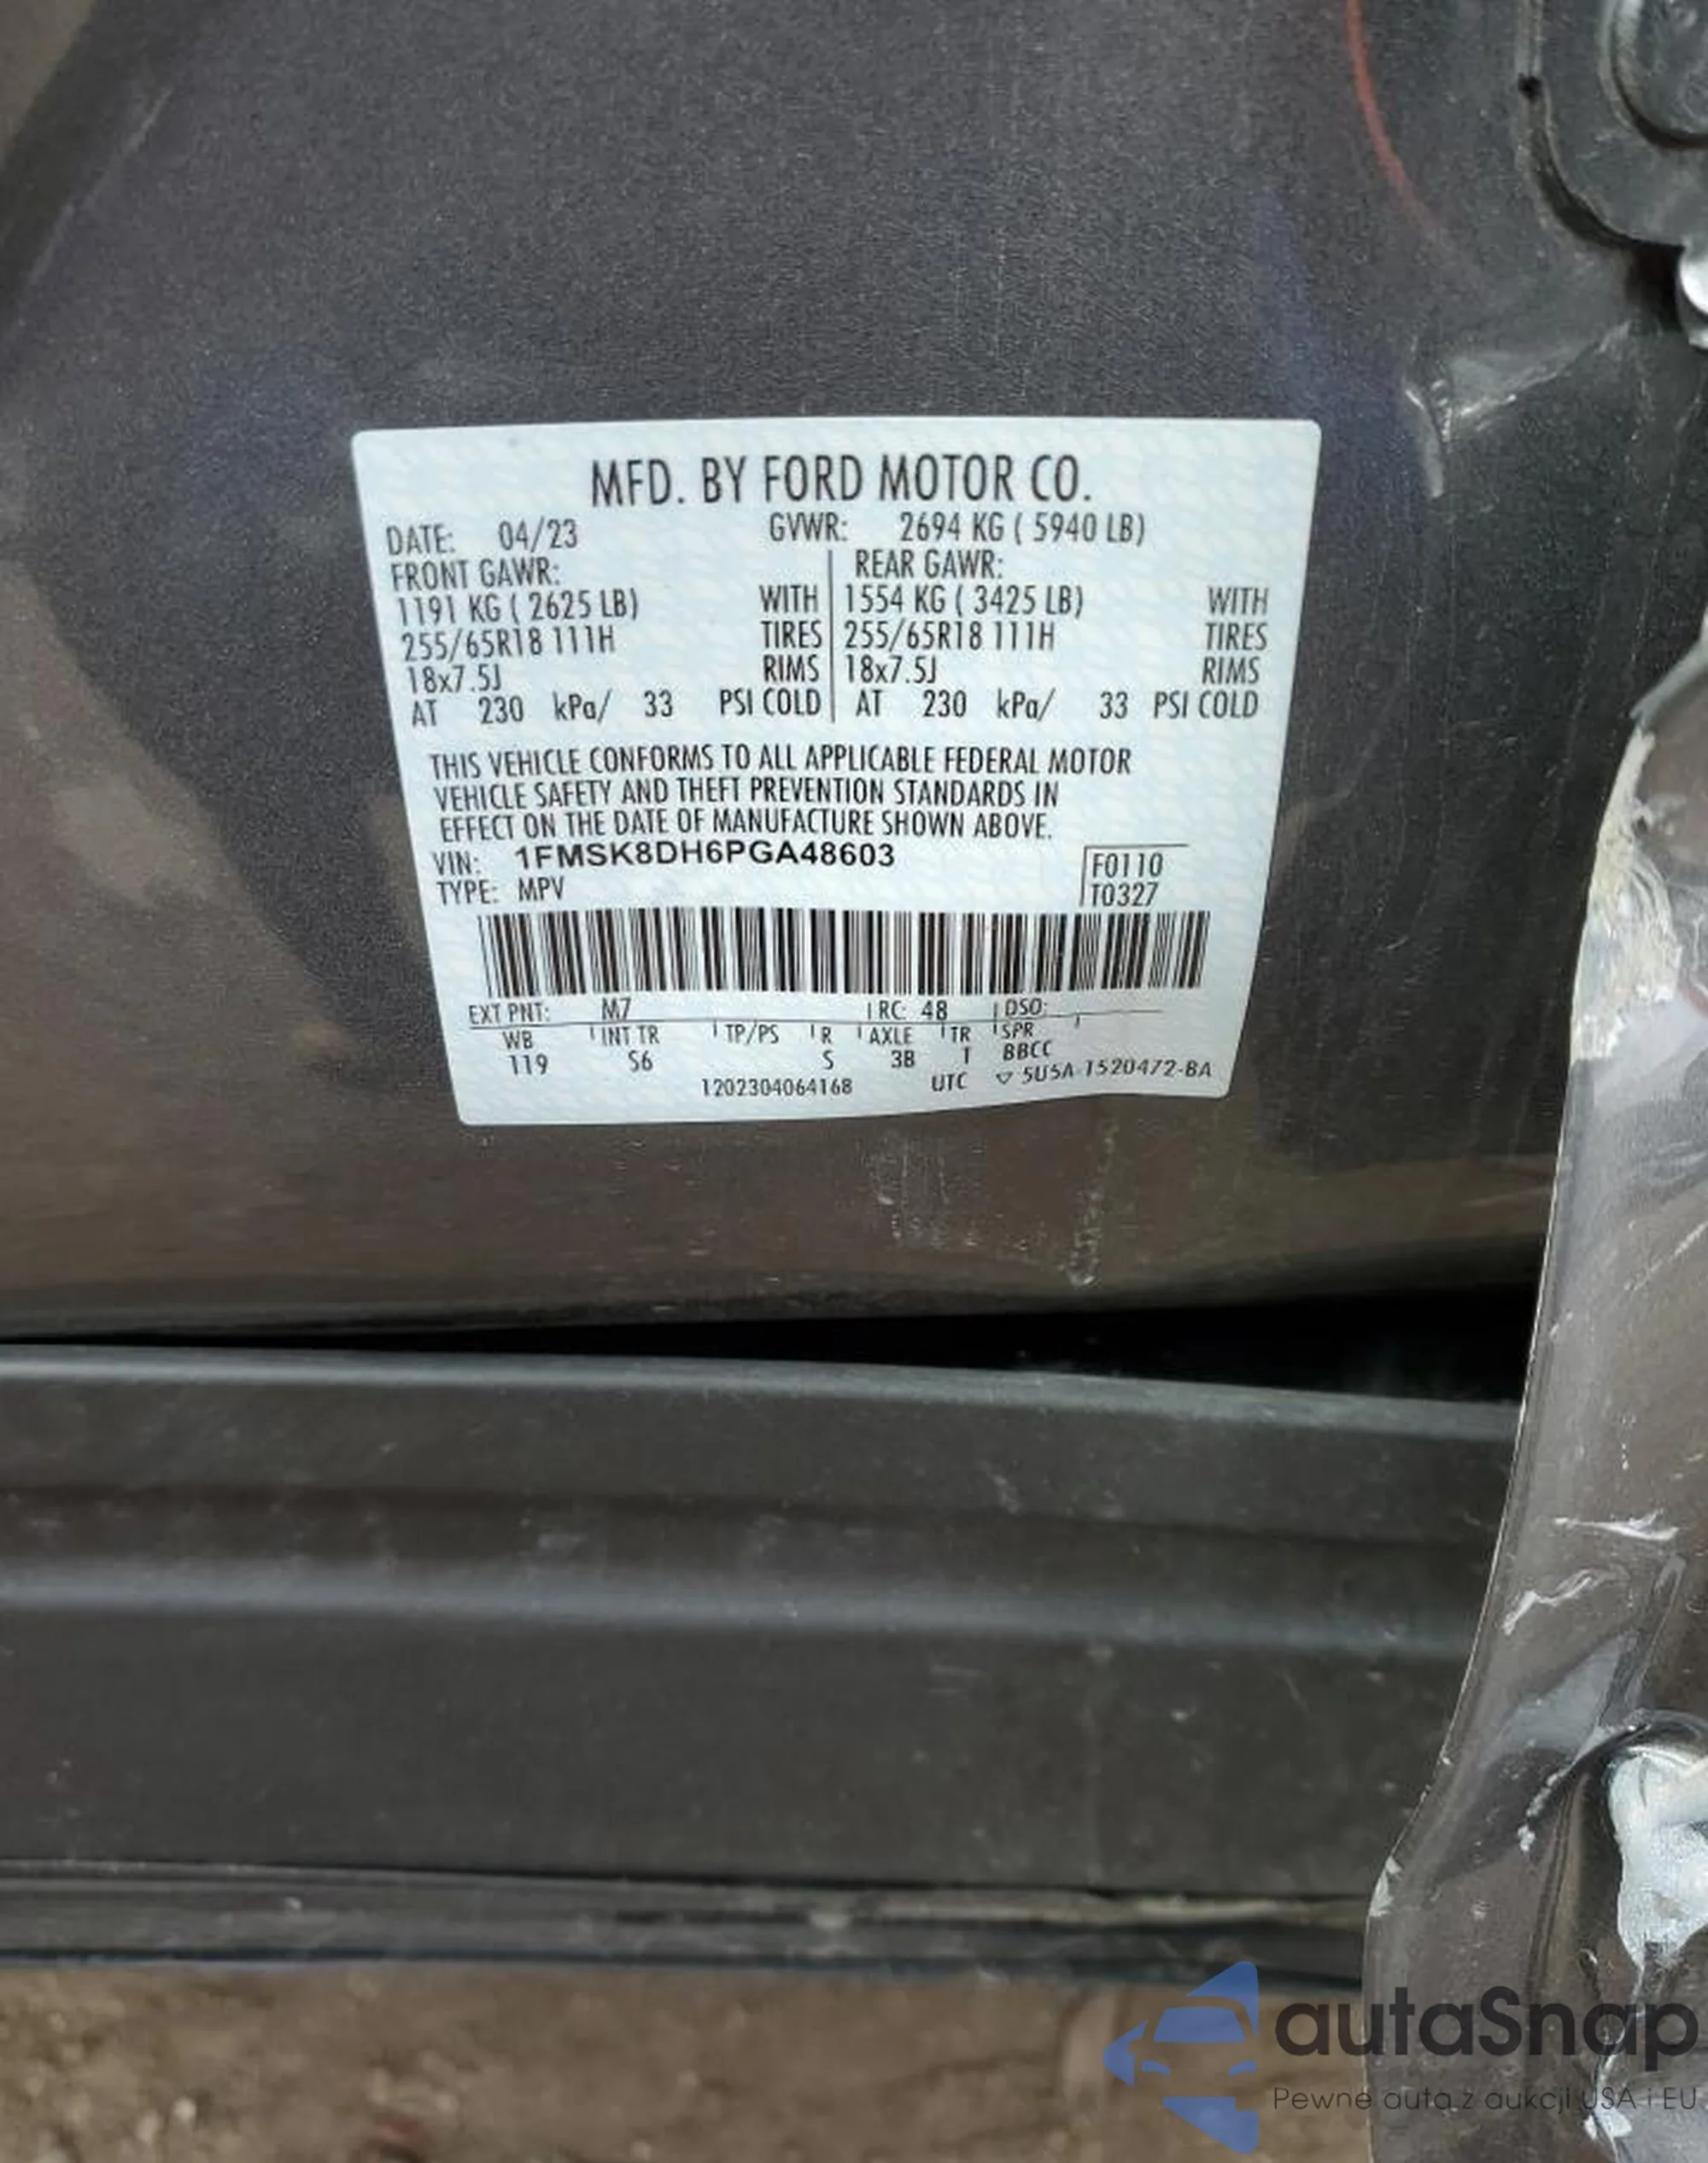 MFD. BY FORD MOTOR CO.
DATE: 04/23 GVWR: 2694 KG ( 5940 LB)
FRONT GAWR: REAR GAWR:
1191 KG ( 2625 LB) WITH 1554 KG ( 3425 LB) WITH
255/65R18 111H TIRES 255/65R18 111H TIRES
18x7.5J RIMS 18x7.5J RIMS
AT 230 kPa/ 33 PSI COLD AT 230 kPa/ 33 PSI COLD
THIS VEHICLE CONFORMS TO ALL APPLICABLE FEDERAL MOTOR
VEHICLE SAFETY AND THEFT PREVENTION STANDARDS IN
EFFECT ON THE DATE OF MANUFACTURE SHOWN ABOVE.
VIN: 1FMSK8DH6PGA48603 F0110
TYPE: MPV T0327
EXT PNT: M7 RC: 48 DSO:
WB INT TR TP/PS R AXLE TR SPR
119 S6 S 3B T BBCC
1202304064168 UTC ▽ 5U5A-1520472-BA
autaSnap
Pewne auta z aukcji USA i EU